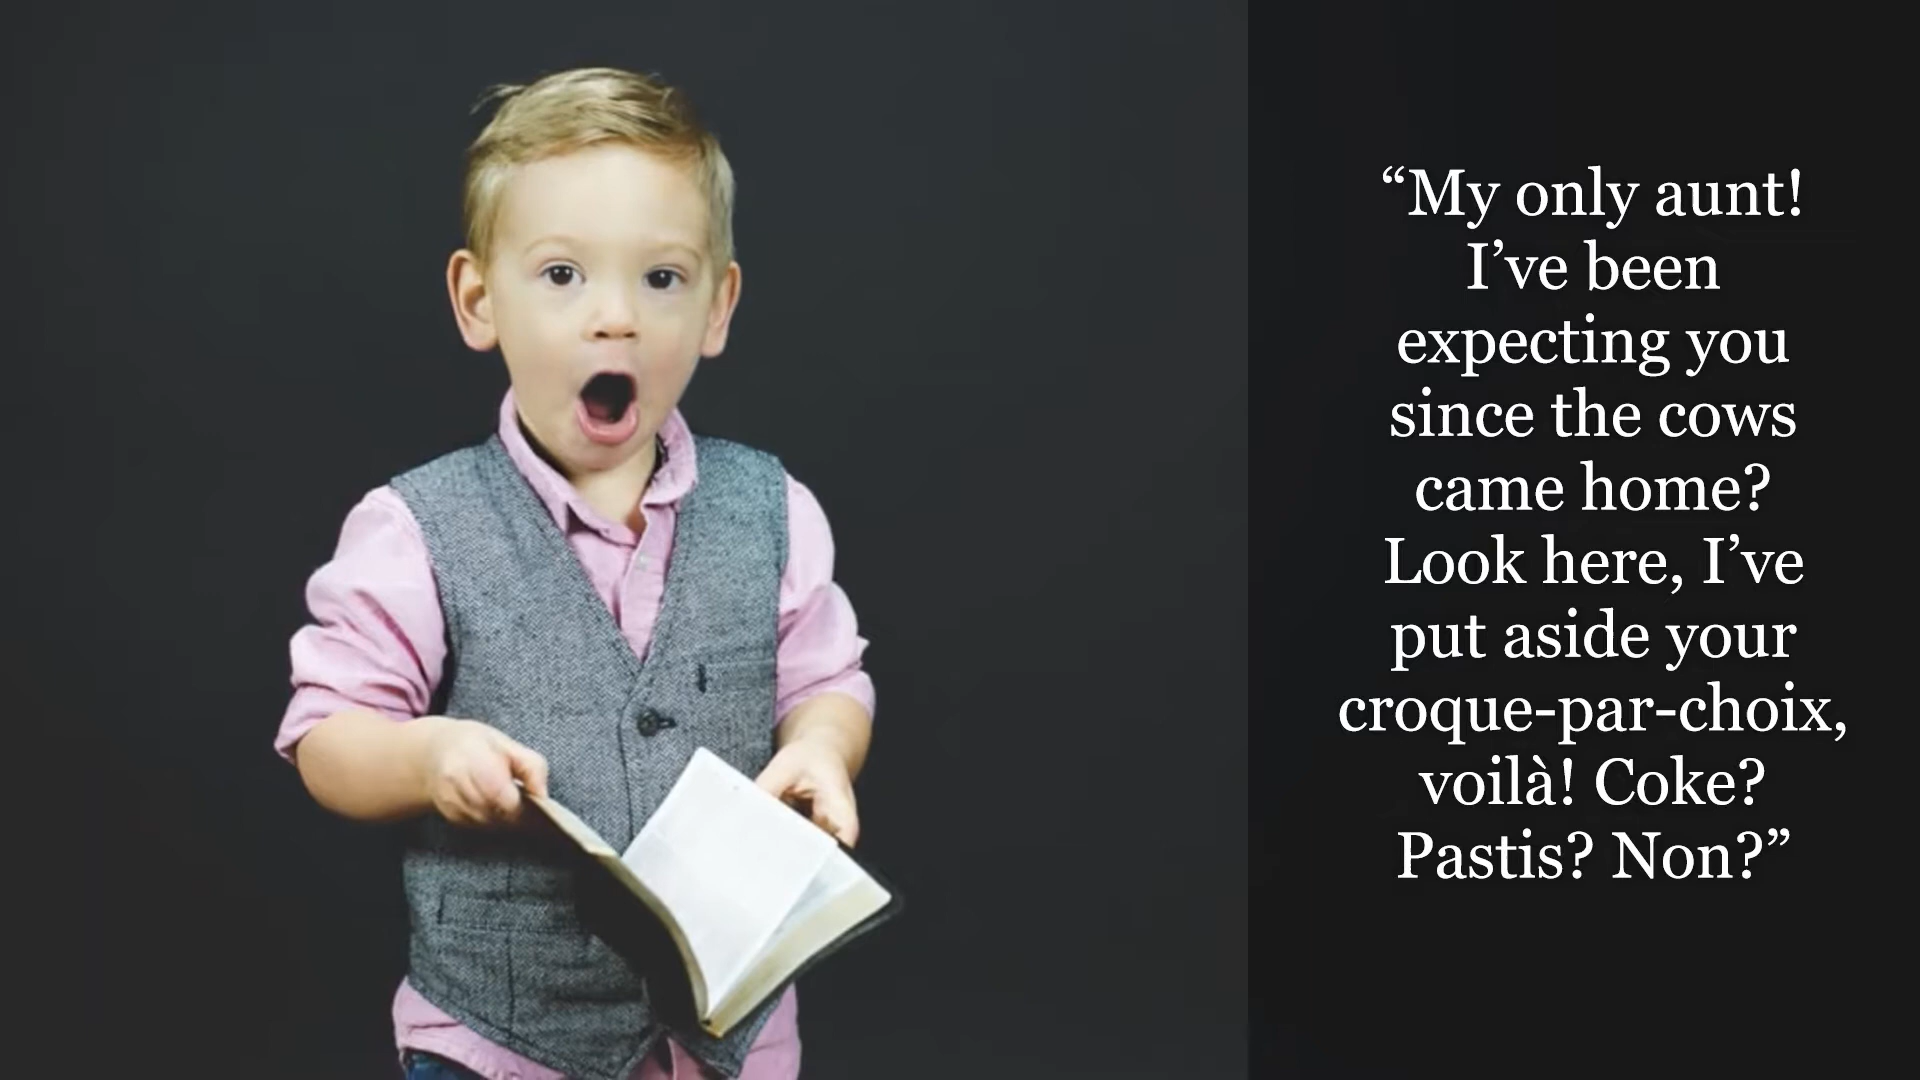 “My only aunt!
I’ve been
expecting you
since the cows
came home?
Look here, I’ve
put aside your
croque-par-choix,
voilà! Coke?
Pastis? Non?”